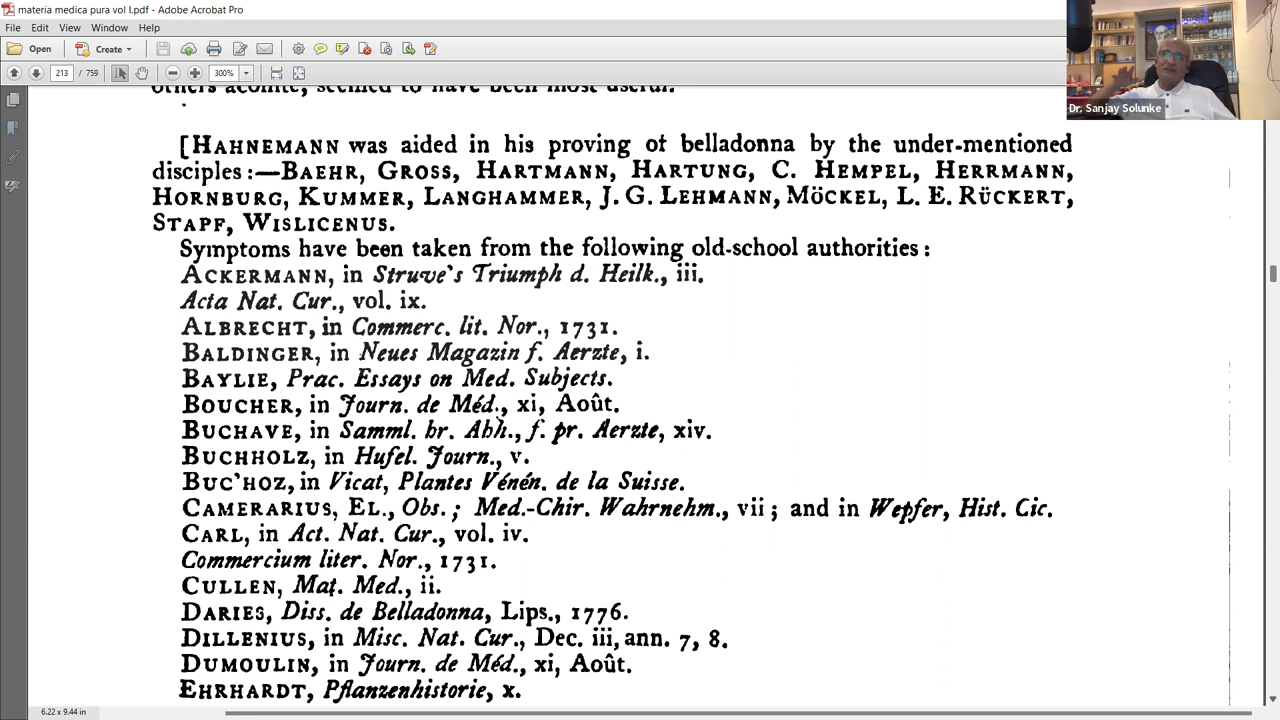 materia medica pura vol I.pdf - Adobe Acrobat Pro
File Edit View Window Help
Open Create
213 / 759 300%
Dr. Sanjay Solunke
others aconite, seemed to have been most useful.
[HAHNEMANN was aided in his proving of belladonna by the under-mentioned
disciples:—BAEHR, GROSS, HARTMANN, HARTUNG, C. HEMPEL, HERRMANN,
HORNBURG, KUMMER, LANGHAMMER, J. G. LEHMANN, MÖCKEL, L. E. RÜCKERT,
STAPF, WISLICENUS.
Symptoms have been taken from the following old-school authorities:
ACKERMANN, in Struve's Triumph d. Heilk., iii.
Acta Nat. Cur., vol. ix.
ALBRECHT, in Commerc. lit. Nor., 1731.
BALDINGER, in Neues Magazin f. Aerzte, i.
BAYLIE, Prac. Essays on Med. Subjects.
BOUCHER, in Journ. de Méd., xi, Août.
BUCHAVE, in Samml. br. Abh., f. pr. Aerzte, xiv.
BUCHHOLZ, in Hufel. Journ., v.
BUC'HOZ, in Vicat, Plantes Vénén. de la Suisse.
CAMERARIUS, EL., Obs.; Med.-Chir. Wahrnehm., vii; and in Wepfer, Hist. Cic.
CARL, in Act. Nat. Cur., vol. iv.
Commercium liter. Nor., 1731.
CULLEN, Mat. Med., ii.
DARIES, Diss. de Belladonna, Lips., 1776.
DILLENIUS, in Misc. Nat. Cur., Dec. iii, ann. 7, 8.
DUMOULIN, in Journ. de Méd., xi, Août.
EHRHARDT, Pflanzenhistorie, x.
6.22 x 9.44 in